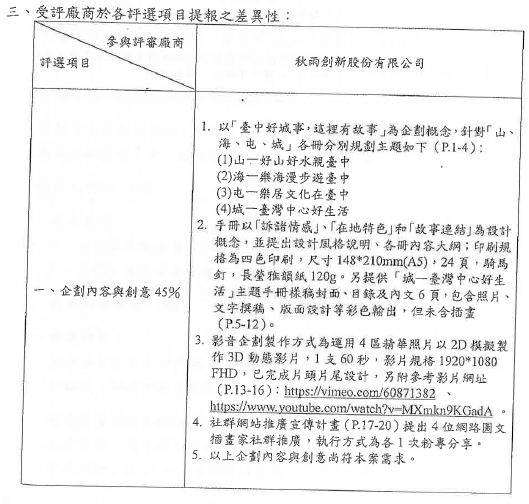 三、受評廠商於各評選項目提報之差異性：
參與評審廠商
評選項目
秋雨創新股份有限公司
一、企劃內容與創意 45%
1. 以「臺中好城事，這裡有故事」為企劃概念，針對「山、
海、屯、城」各冊分別規劃主題如下（P.1-4）：
(1)山─好山好水親臺中
(2)海─樂海漫步遊臺中
(3)屯─樂居文化在臺中
(4)城─臺灣中心好生活
2. 手冊以「訴諸情感」、「在地特色」和「故事連結」為設計
概念，並提出設計風格說明、各冊內容大綱；印刷規
格為四色印刷，尺寸 148*210mm(A5)，24 頁，騎馬
釘，長瑩雅韻紙 120g。另提供「城─臺灣中心好生
活」主題手冊樣稿封面、目錄及內文 6 頁，包含照片、
文字撰稿、版面設計等彩色輸出，但未含插畫
(P.5-12)。
3. 影音企劃製作方式為運用 4 區精華照片以 2D 模擬製
作 3D 動態影片，1 支 60 秒，影片規格 1920*1080
FHD，已完成片頭片尾設計，另附參考影片網址
(P.13-16)：https://vimeo.com/60871382 、
https://www.youtube.com/watch?v=MXmkn9KGadA 。
4. 社群網站推廣宣傳計畫(P.17-20)提出 4 位網路圖文
插畫家社群推廣，執行方式為各 1 次粉專分享。
5. 以上企劃內容與創意尚符本案需求。